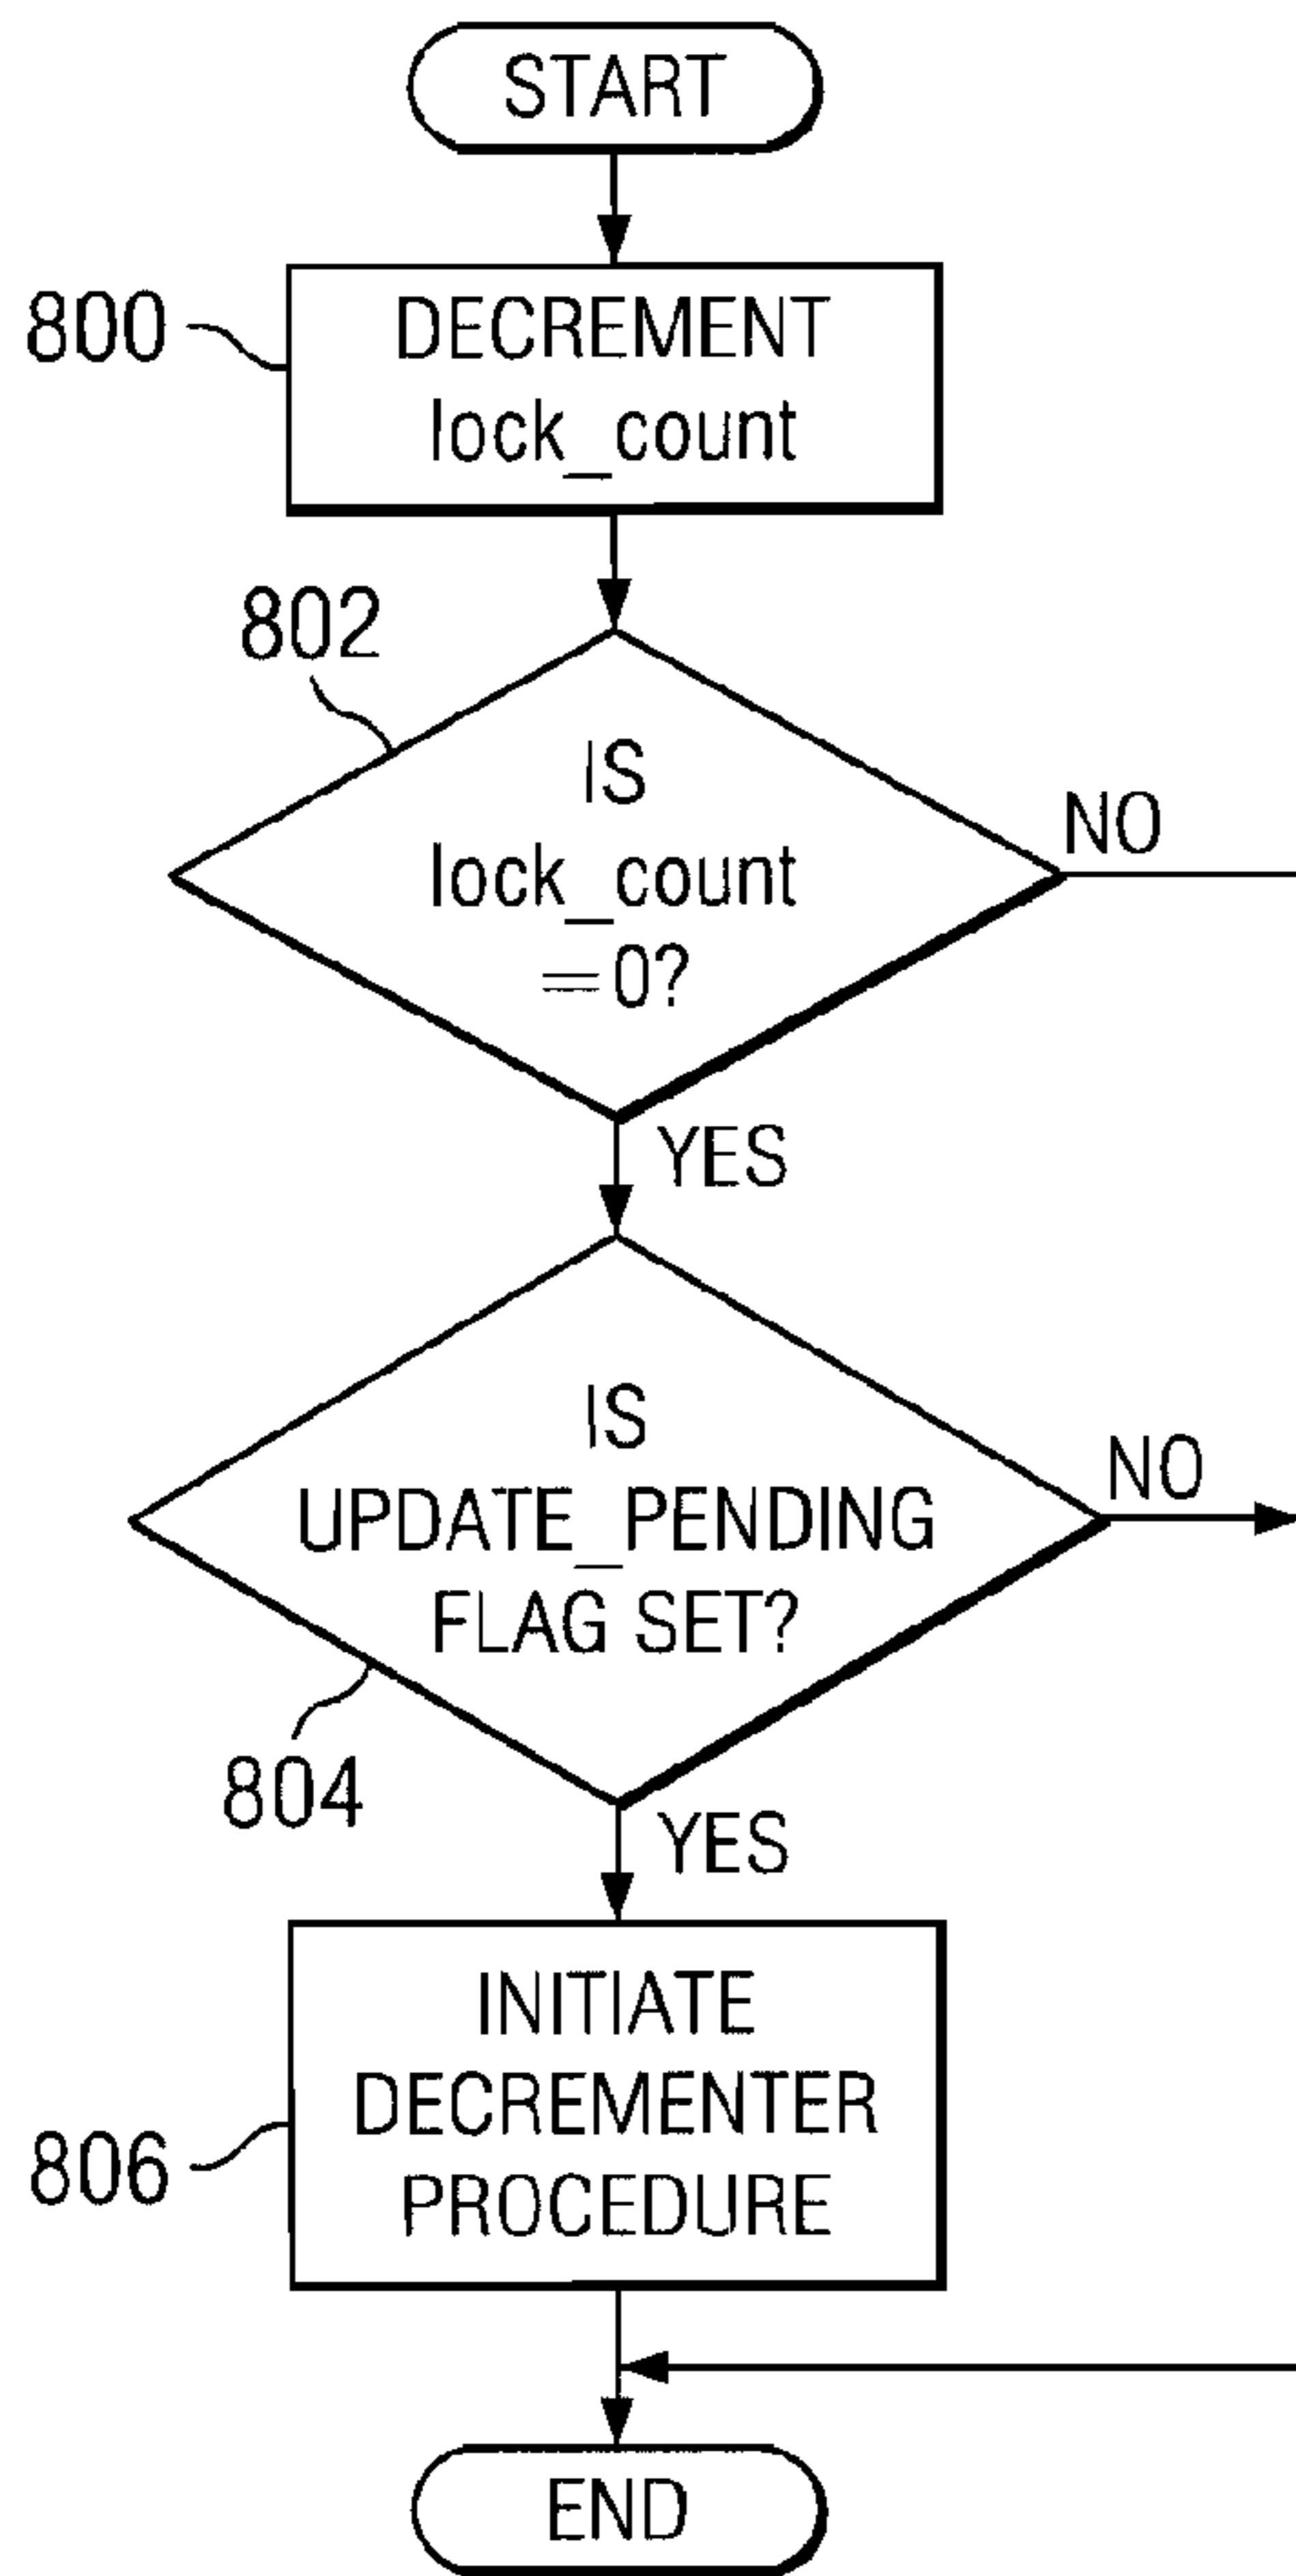 START
800
DECREMENT
lock_count
802
IS
lock_count
=0?
NO
YES
IS
UPDATE_PENDING
FLAG SET?
NO
804
YES
INITIATE
DECREMENTER
PROCEDURE
806
END